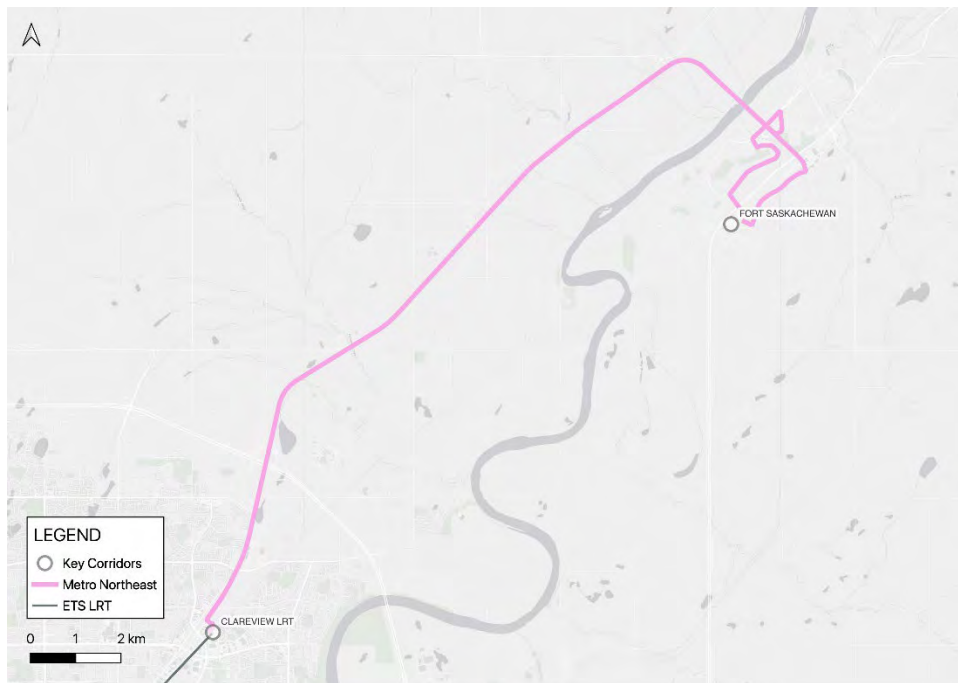 FORT SASKACHEWAN
LEGEND
Key Corridors
Metro Northeast
ETS LRT
CLAREVIEW LRT
0 1 2 km